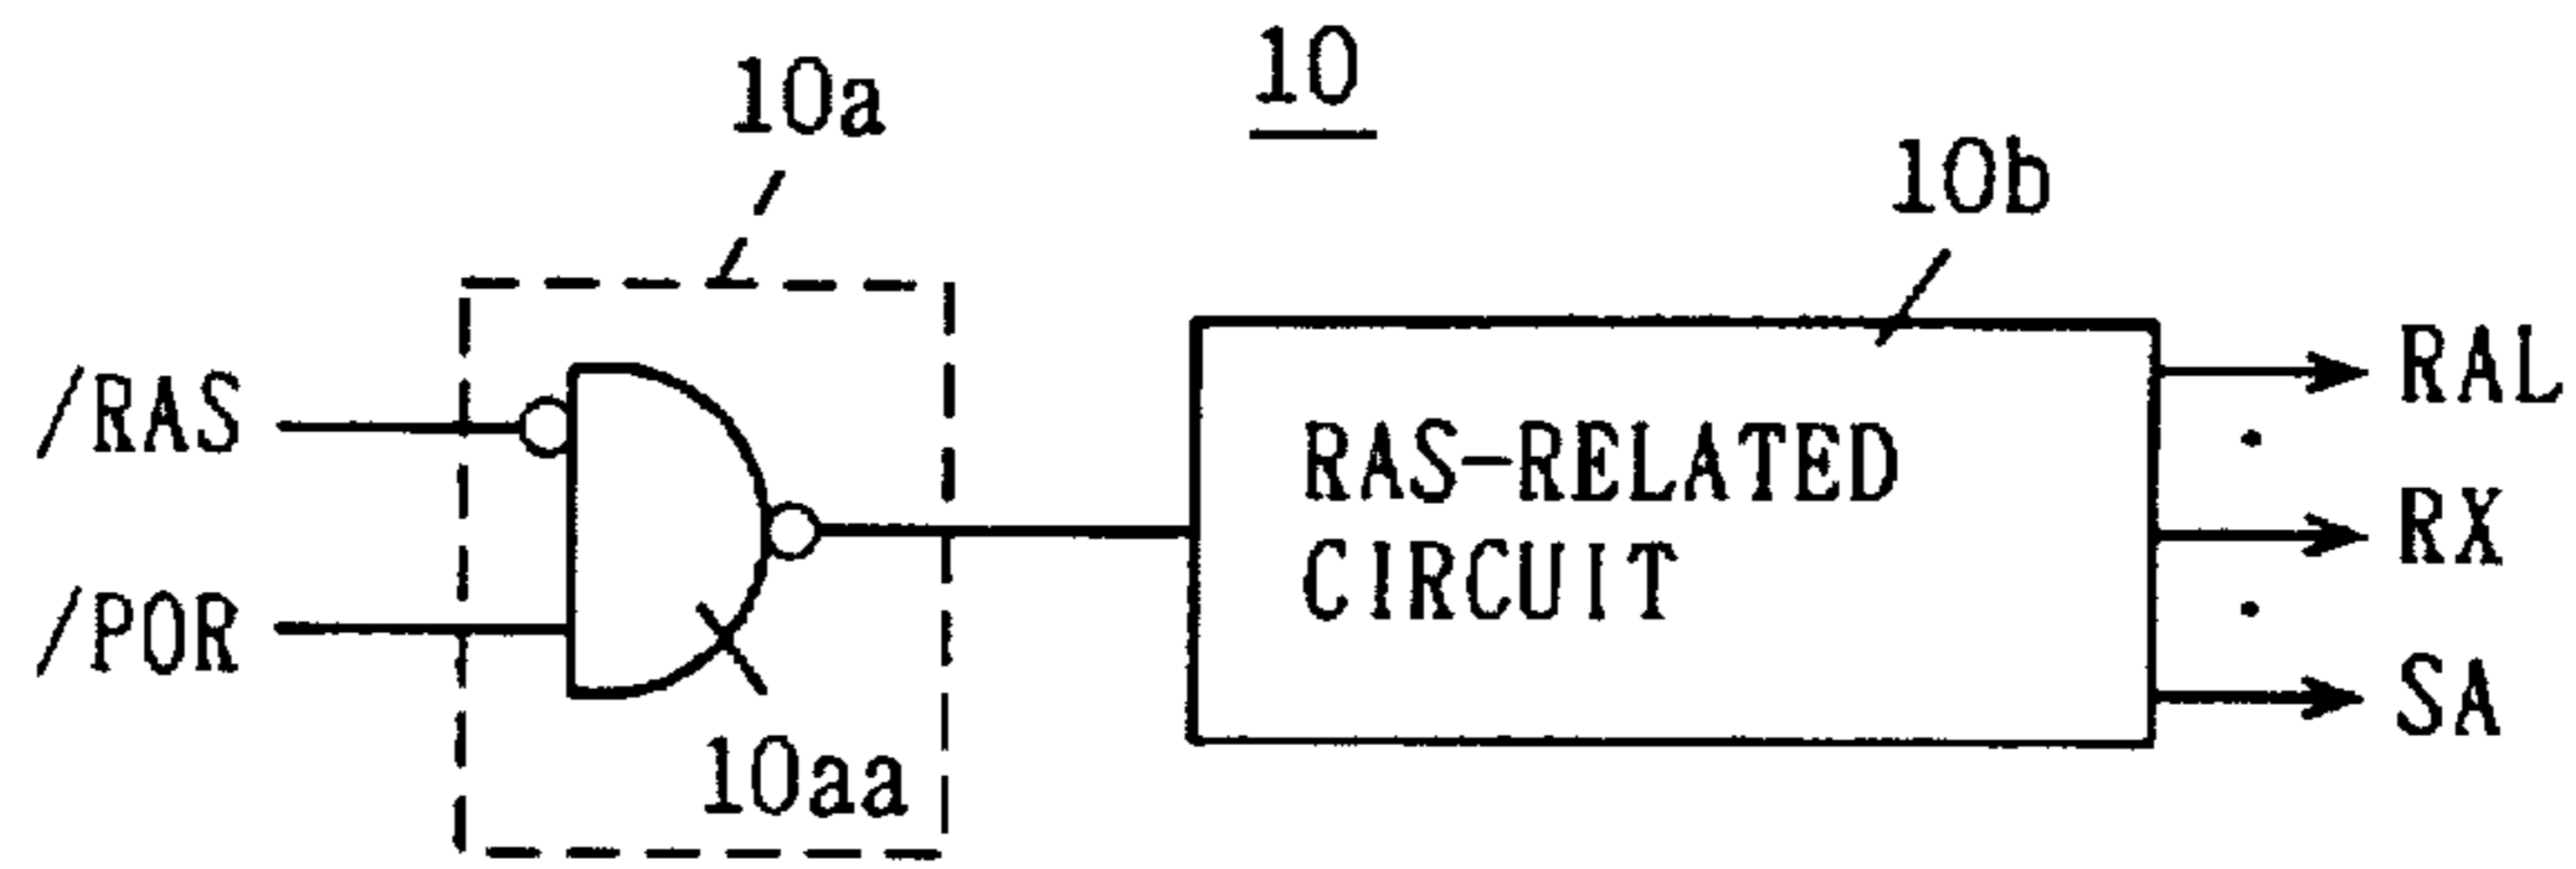 10
10a
10b
/RAS
/POR
10aa
RAS-RELATED
CIRCUIT
RAL
RX
SA